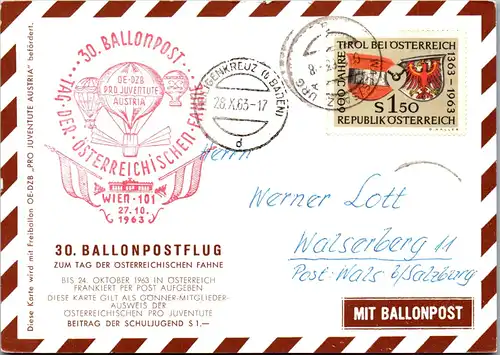 Diese Karte wird mit Freiballon OE-DZB „PRO JUVENTUTE AUSTRIA" befördert.
30. BALLONPOST
TAG DER ÖSTERREICHISCHEN FAHNE
OE-DZB
PRO JUVENTUTE
AUSTRIA
WIEN · 101
27.10.
1963
GENKREUZ (b. BADEN)
26.X.63-17
d
600 JAHRE
TIROL BEI ÖSTERREICH
1363-1963
S 1.50
REPUBLIK ÖSTERREICH
Herrn
Werner Lott
Walserberg 11
Post: Wals b/Salzburg
30. BALLONPOSTFLUG
ZUM TAG DER ÖSTERREICHISCHEN FAHNE
BIS 24. OKTOBER 1963 IN ÖSTERREICH
FRANKIERT PER POST AUFGEBEN
DIESE KARTE GILT ALS GÖNNER-MITGLIEDER-
AUSWEIS DER
ÖSTERREICHISCHEN PRO JUVENTUTE
BEITRAG DER SCHULJUGEND S 1,—
MIT BALLONPOST